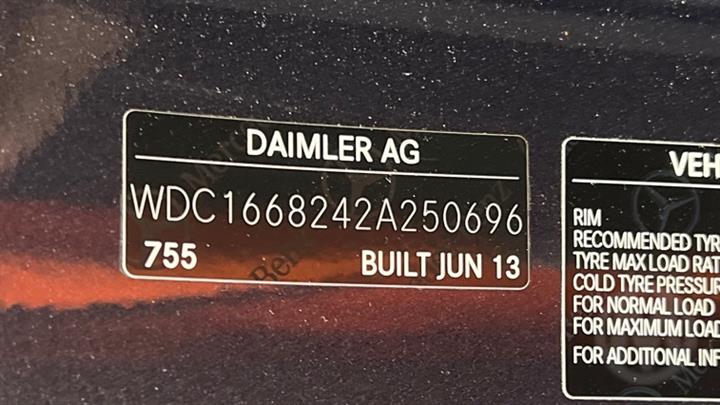 DAIMLER AG
WDC1668242A250696
755 BUILT JUN 13
VEH
RIM
RECOMMENDED TYR
TYRE MAX LOAD RAT
COLD TYRE PRESSUR
FOR NORMAL LOAD
FOR MAXIMUM LOAD
FOR ADDITIONAL INF